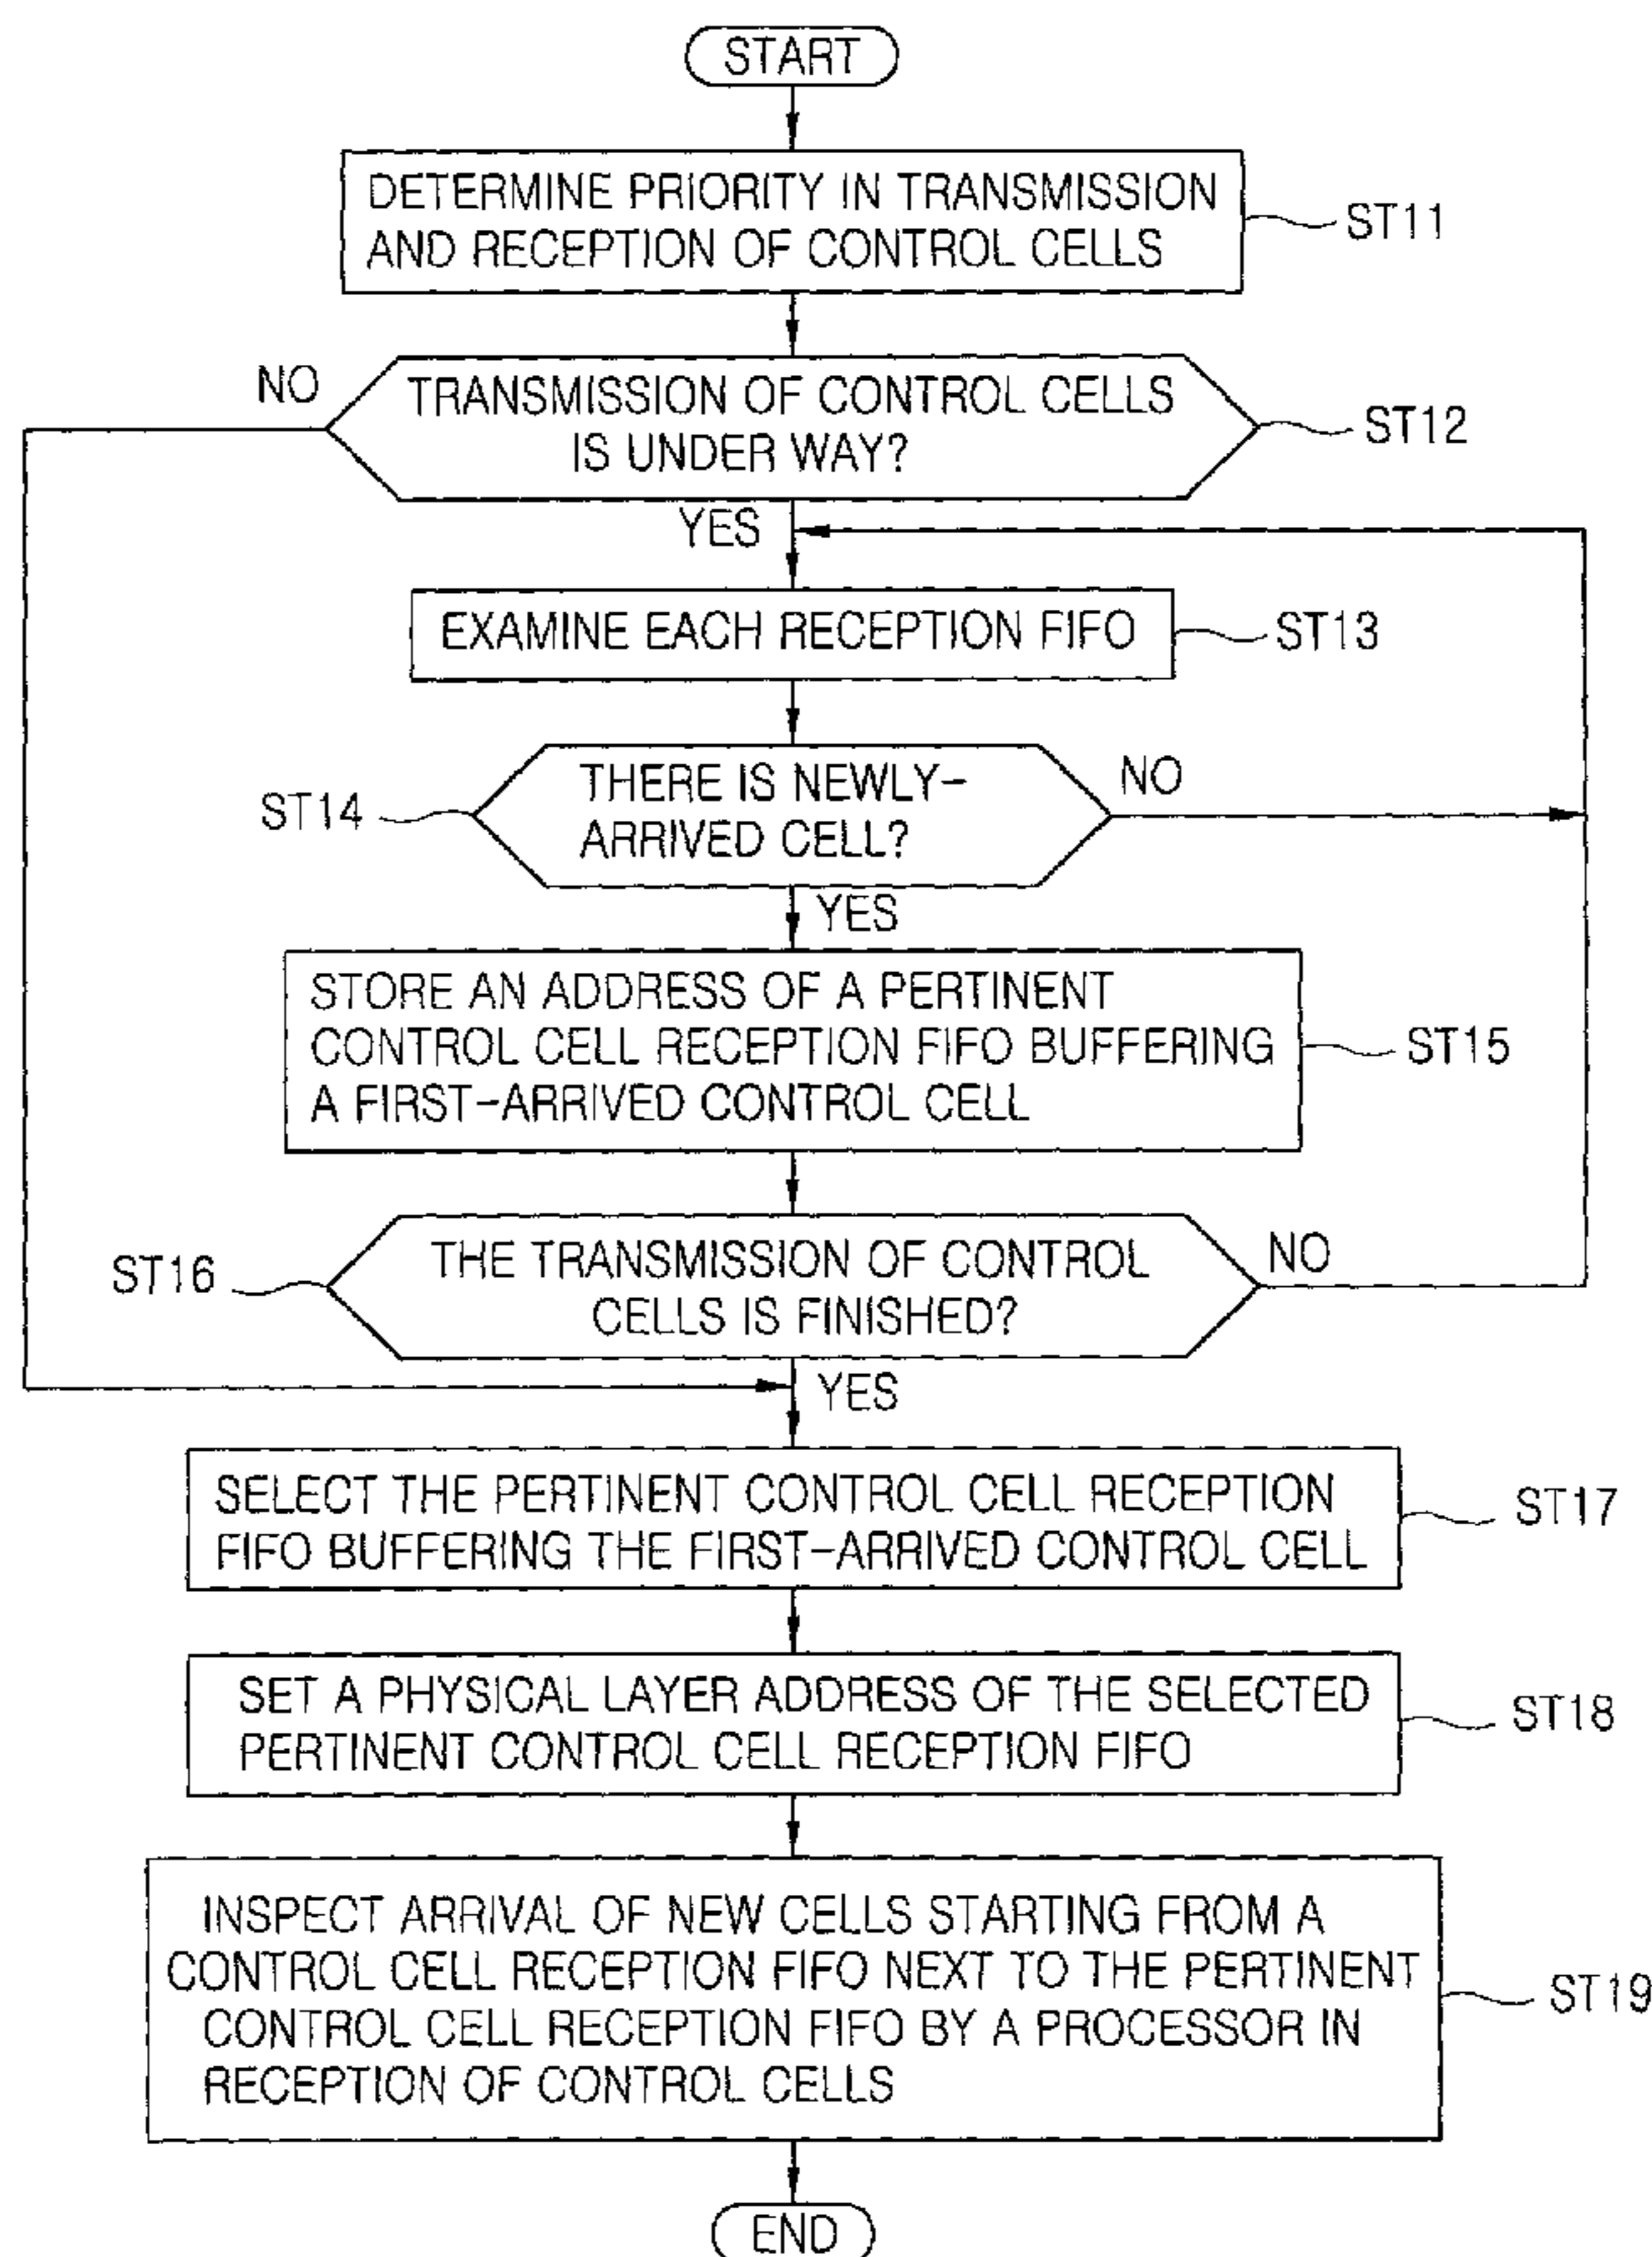 START
DETERMINE PRIORITY IN TRANSMISSION
AND RECEPTION OF CONTROL CELLS
ST11
NO
TRANSMISSION OF CONTROL CELLS
IS UNDER WAY?
ST12
YES
EXAMINE EACH RECEPTION FIFO
ST13
ST14
THERE IS NEWLY-
ARRIVED CELL?
NO
YES
STORE AN ADDRESS OF A PERTINENT
CONTROL CELL RECEPTION FIFO BUFFERING
A FIRST-ARRIVED CONTROL CELL
ST15
ST16
THE TRANSMISSION OF CONTROL
CELLS IS FINISHED?
NO
YES
SELECT THE PERTINENT CONTROL CELL RECEPTION
FIFO BUFFERING THE FIRST-ARRIVED CONTROL CELL
ST17
SET A PHYSICAL LAYER ADDRESS OF THE SELECTED
PERTINENT CONTROL CELL RECEPTION FIFO
ST18
INSPECT ARRIVAL OF NEW CELLS STARTING FROM A
CONTROL CELL RECEPTION FIFO NEXT TO THE PERTINENT
CONTROL CELL RECEPTION FIFO BY A PROCESSOR IN
RECEPTION OF CONTROL CELLS
ST19
END